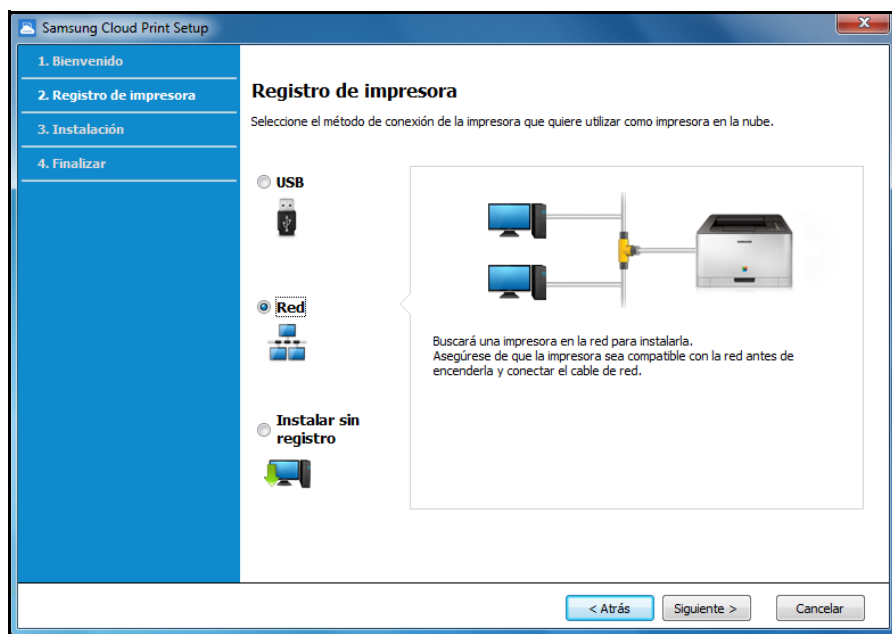 Samsung Cloud Print Setup
1. Bienvenido
2. Registro de impresora
3. Instalación
4. Finalizar
Registro de impresora
Seleccione el método de conexión de la impresora que quiere utilizar como impresora en la nube.
USB
Red
Instalar sin
registro
Buscará una impresora en la red para instalarla.
Asegúrese de que la impresora sea compatible con la red antes de
encenderla y conectar el cable de red.
< Atrás
Siguiente >
Cancelar